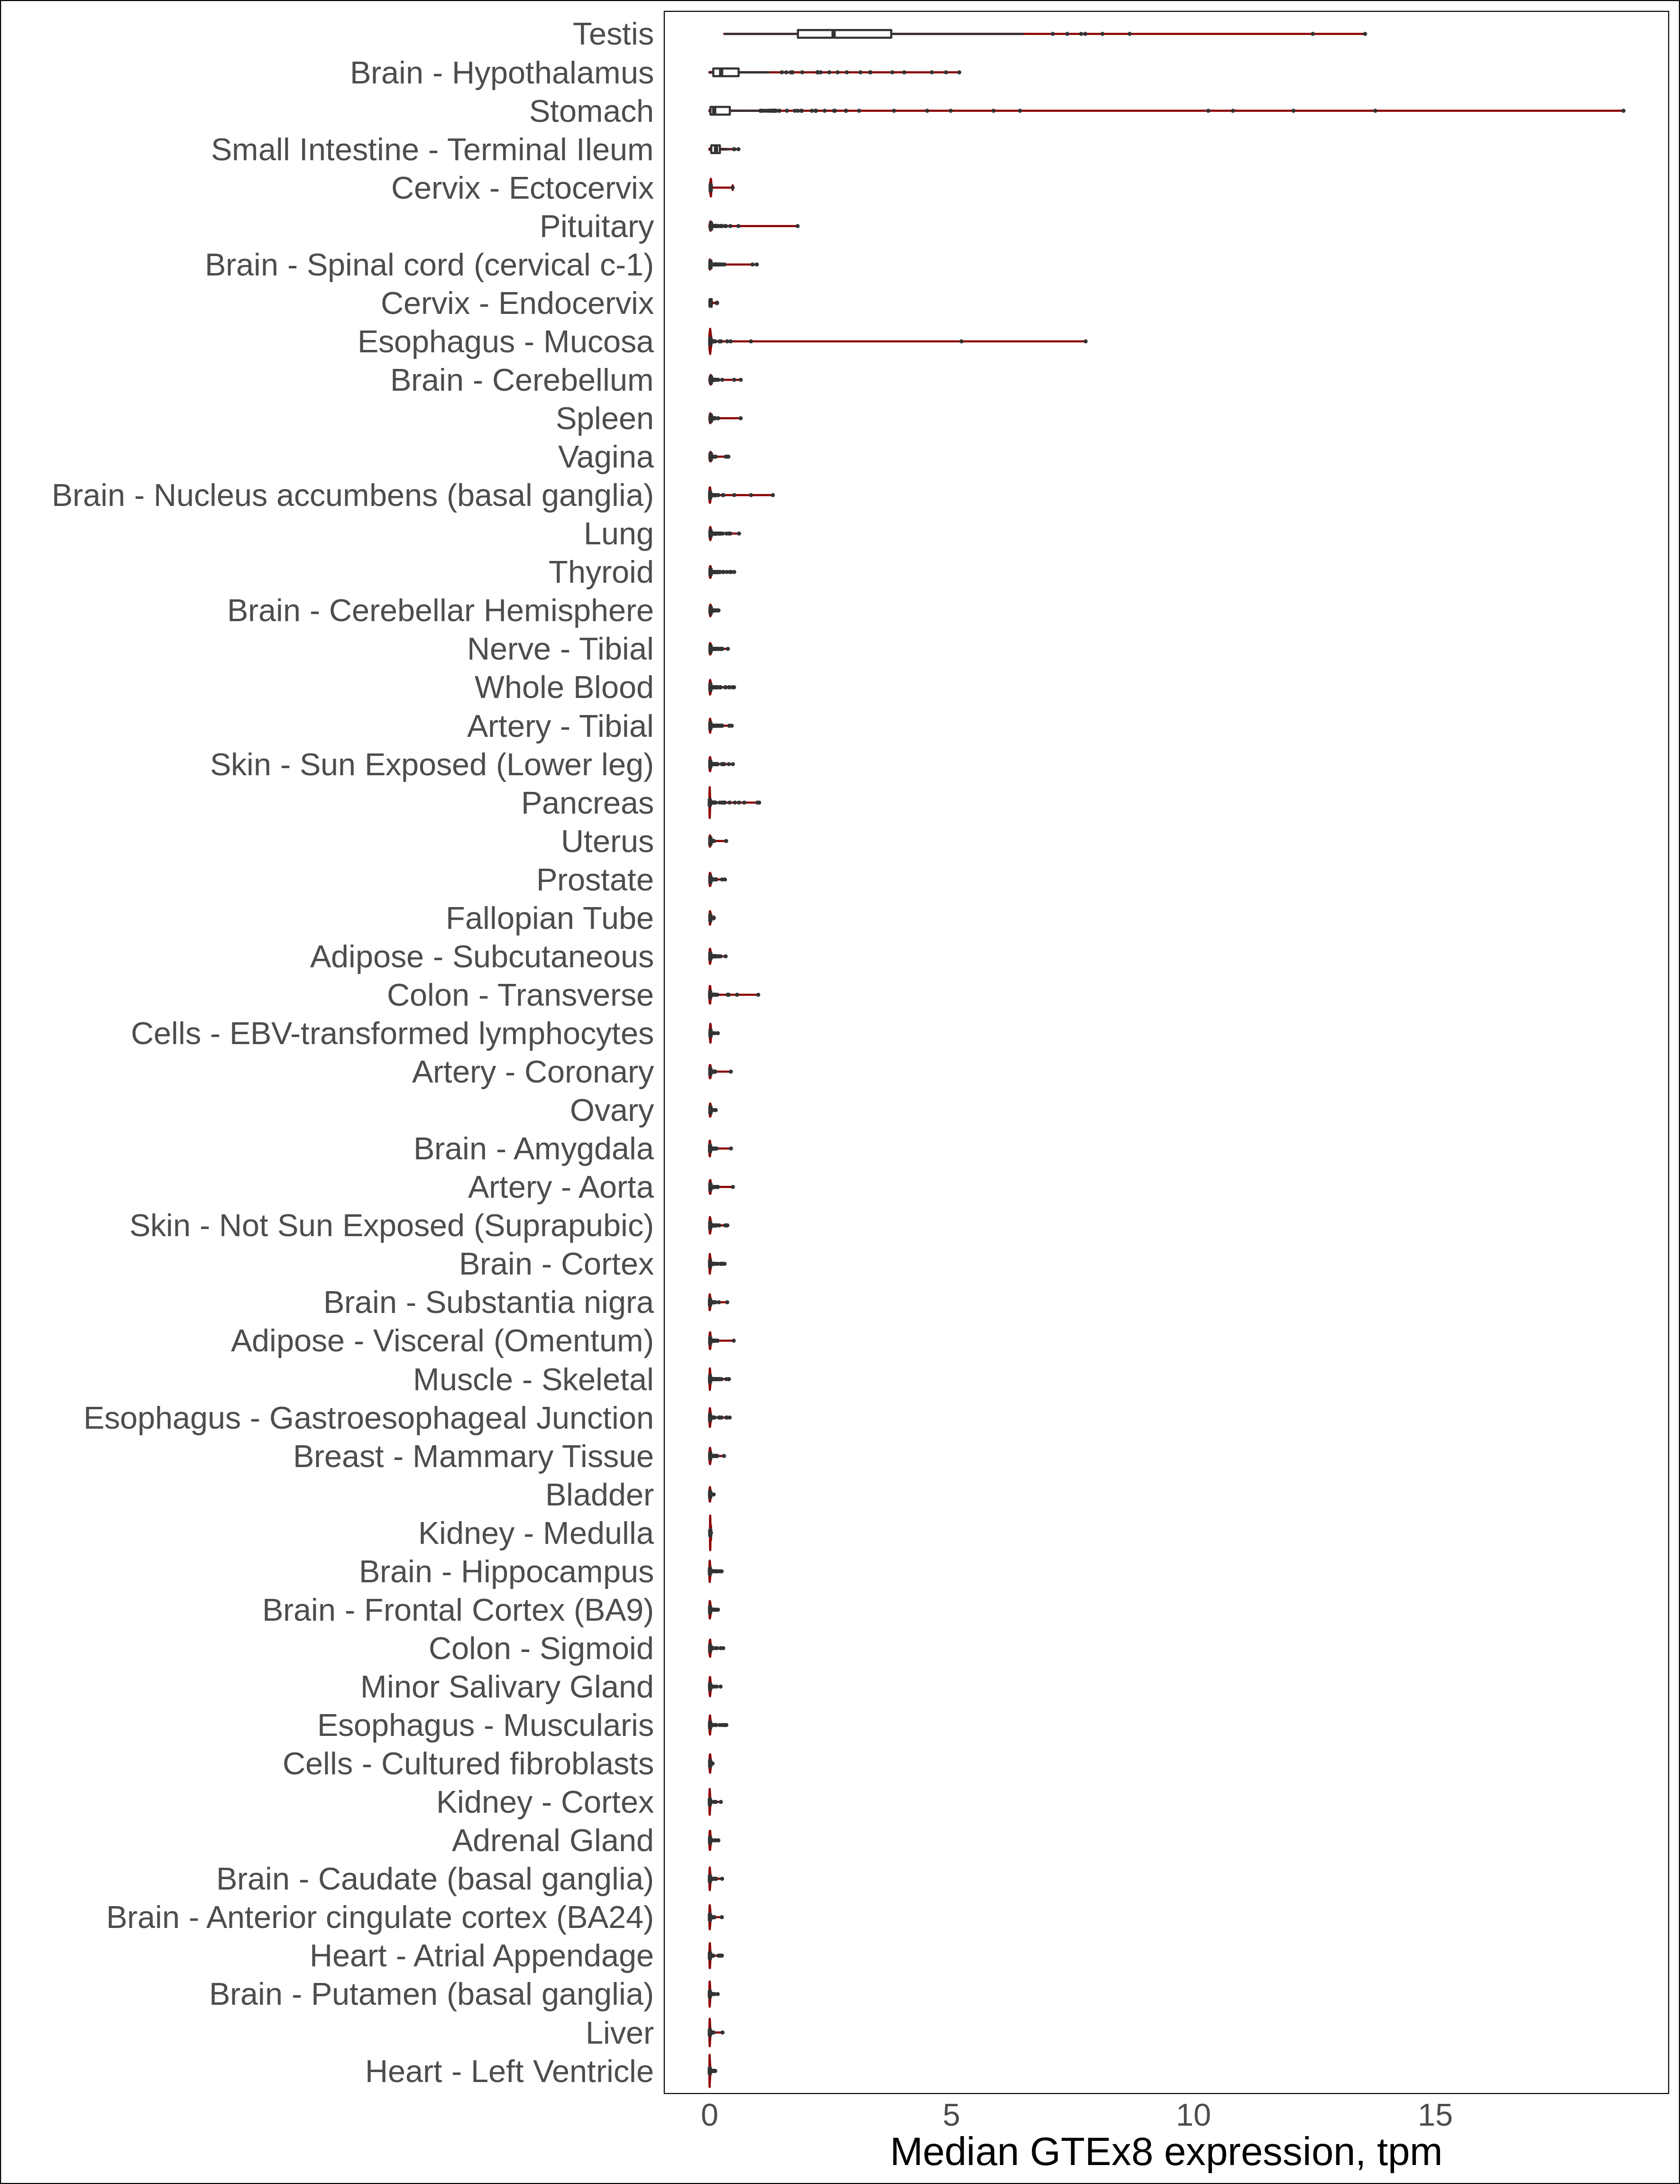 Testis
Brain - Hypothalamus
Stomach
Small Intestine - Terminal Ileum
Cervix - Ectocervix
Pituitary
Brain - Spinal cord (cervical c-1)
Cervix - Endocervix
Esophagus - Mucosa
Brain - Cerebellum
Spleen
Vagina
Brain - Nucleus accumbens (basal ganglia)
Lung
Thyroid
Brain - Cerebellar Hemisphere
Nerve - Tibial
Whole Blood
Artery - Tibial
Skin - Sun Exposed (Lower leg)
Pancreas
Uterus
Prostate
Fallopian Tube
Adipose - Subcutaneous
Colon - Transverse
Cells - EBV-transformed lymphocytes
Artery - Coronary
Ovary
Brain - Amygdala
Artery - Aorta
Skin - Not Sun Exposed (Suprapubic)
Brain - Cortex
Brain - Substantia nigra
Adipose - Visceral (Omentum)
Muscle - Skeletal
Esophagus - Gastroesophageal Junction
Breast - Mammary Tissue
Bladder
Kidney - Medulla
Brain - Hippocampus
Brain - Frontal Cortex (BA9)
Colon - Sigmoid
Minor Salivary Gland
Esophagus - Muscularis
Cells - Cultured fibroblasts
Kidney - Cortex
Adrenal Gland
Brain - Caudate (basal ganglia)
Brain - Anterior cingulate cortex (BA24)
Heart - Atrial Appendage
Brain - Putamen (basal ganglia)
Liver
Heart - Left Ventricle
0 5 10 15
Median GTEx8 expression, tpm